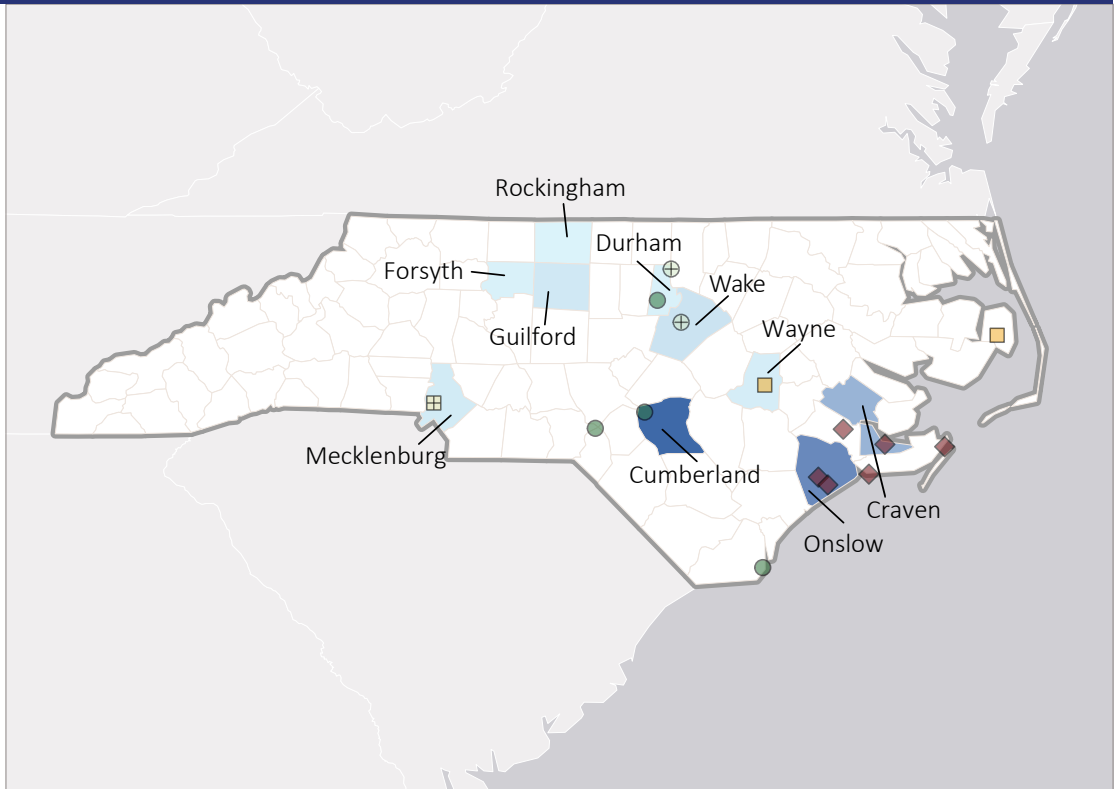 Rockingham
Durham
Forsyth
Wake
Guilford
Wayne
Mecklenburg
Cumberland
Craven
Onslow